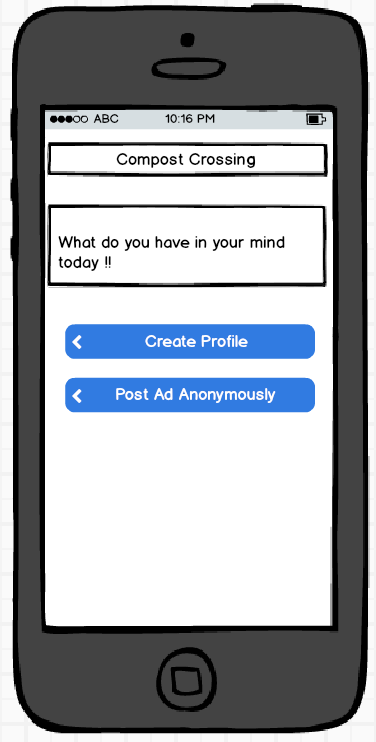 ABC 10:16 PM
Compost Crossing
What do you have in your mind
today !!
Create Profile
Post Ad Anonymously